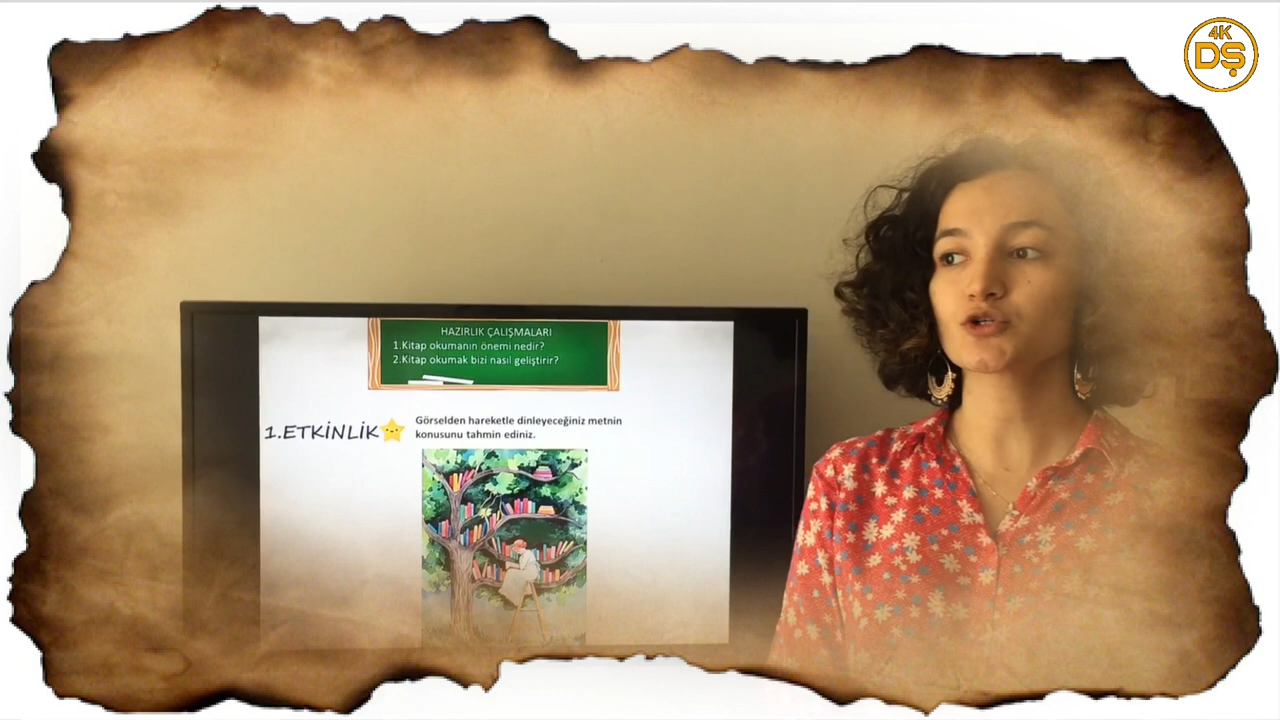 4K
DŞ
HAZIRLIK ÇALIŞMALARI
1.Kitap okumanın önemi nedir?
2.Kitap okumak bizi nasıl geliştirir?
1.ETKİNLİK
Görselden hareketle dinleyeceğiniz metnin
konusunu tahmin ediniz.